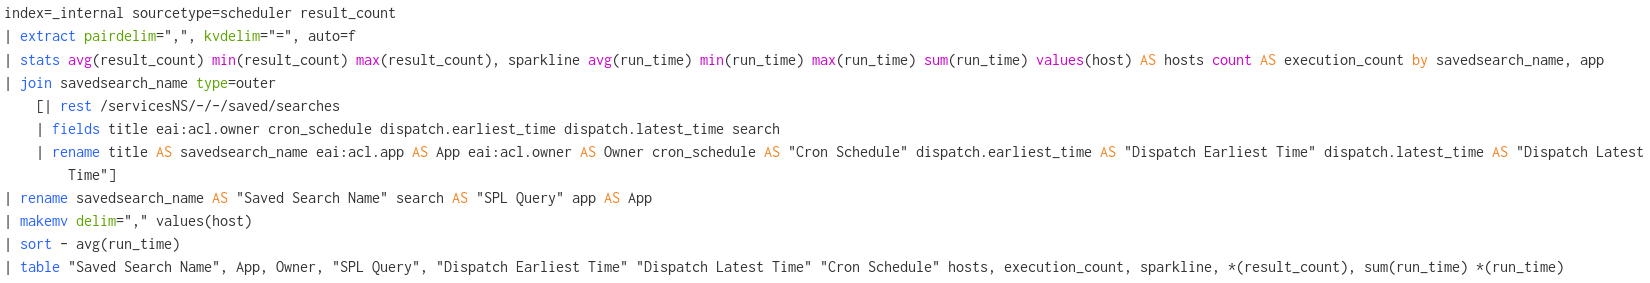 index=_internal sourcetype=scheduler result_count
| extract pairdelim=",", kvdelim="=", auto=f
| stats avg(result_count) min(result_count) max(result_count), sparkline avg(run_time) min(run_time) max(run_time) sum(run_time) values(host) AS hosts count AS execution_count by savedsearch_name, app
| join savedsearch_name type=outer
[| rest /servicesNS/-/-/saved/searches
| fields title eai:acl.owner cron_schedule dispatch.earliest_time dispatch.latest_time search
| rename title AS savedsearch_name eai:acl.app AS App eai:acl.owner AS Owner cron_schedule AS "Cron Schedule" dispatch.earliest_time AS "Dispatch Earliest Time" dispatch.latest_time AS "Dispatch Latest
Time"]
| rename savedsearch_name AS "Saved Search Name" search AS "SPL Query" app AS App
| makemv delim="," values(host)
| sort - avg(run_time)
| table "Saved Search Name", App, Owner, "SPL Query", "Dispatch Earliest Time" "Dispatch Latest Time" "Cron Schedule" hosts, execution_count, sparkline, *(result_count), sum(run_time) *(run_time)